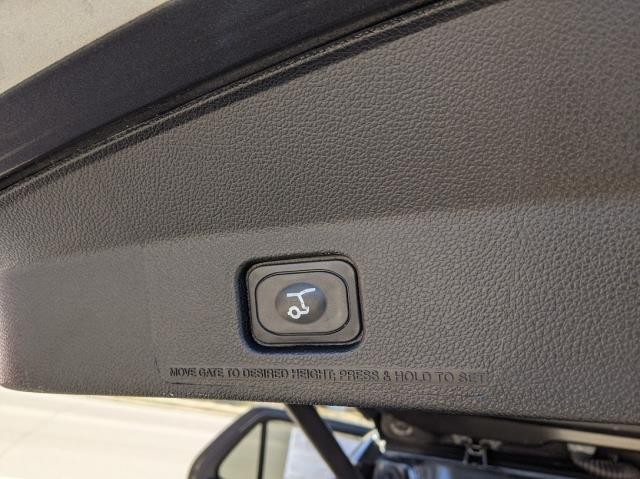 MOVE GATE TO DESIRED HEIGHT; PRESS & HOLD TO SET